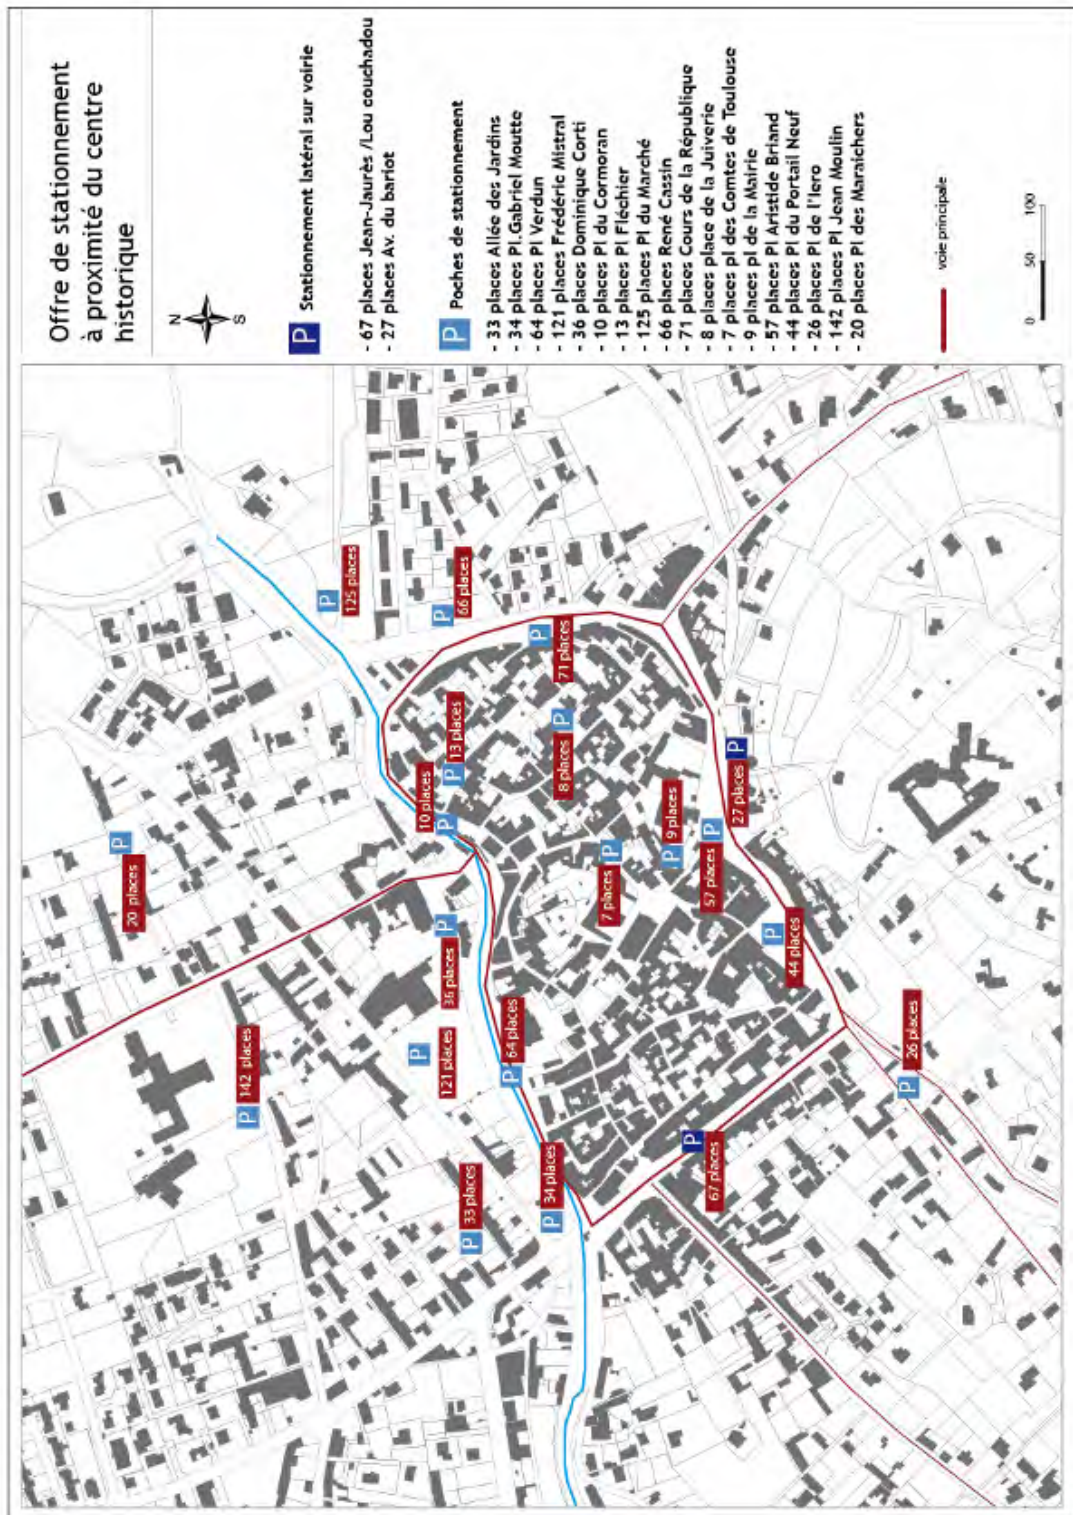 Offre de stationnement
à proximité du centre
historique
N
S
P Stationnement latéral sur voirie
- 67 places Jean-Jaurès /Lou couchadou
- 27 places Av. du bariot
P Poches de stationnement
- 33 places Allée des Jardins
- 34 places Pl.Gabriel Moutte
- 64 places Pl Verdun
- 121 places Frédéric Mistral
- 36 places Dominique Corti
- 10 places Pl du Cormoran
- 13 places Pl Fléchier
- 125 places Pl du Marché
- 66 places René Cassin
- 71 places Cours de la République
- 8 places place de la Juiverie
- 7 places pl des Comtes de Toulouse
- 9 places pl de la Mairie
- 57 places Pl Aristide Briand
- 44 places Pl du Portail Neuf
- 26 places Pl de l'Iero
- 142 places Pl Jean Moulin
- 20 places Pl des Maraichers
voie principale
0 50 100
P
20 places
P
142 places
P
125 places
P
66 places
P
13 places
10 places
P
P
36 places
P
121 places
P
33 places
P
34 places
64 places
P
P
71 places
P
8 places
P
7 places
9 places
P
P
57 places
P
27 places
P
44 places
P
67 places
26 places
P